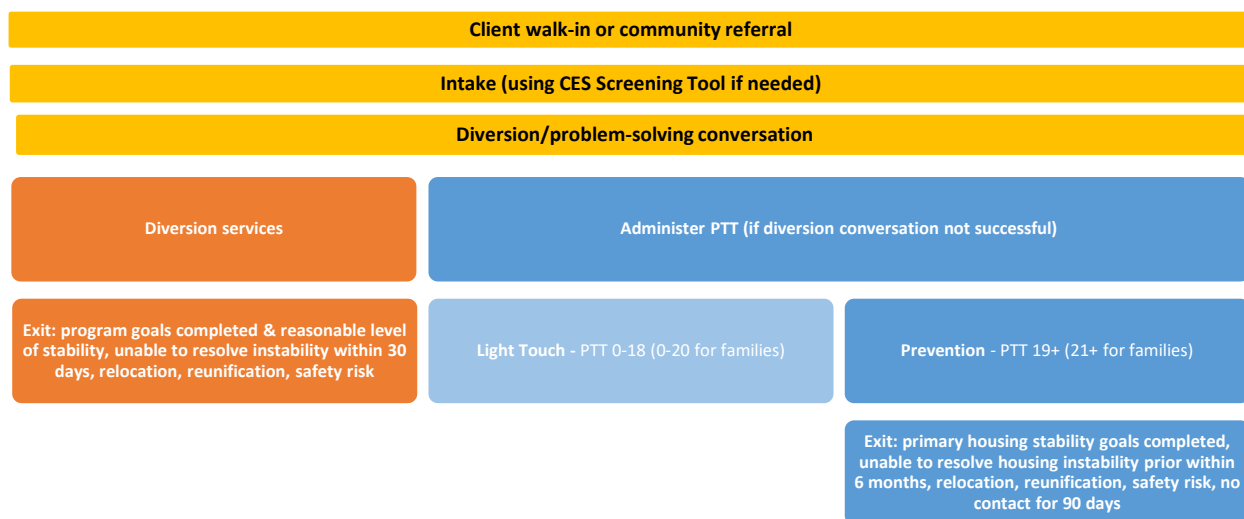 Client walk-in or community referral
Intake (using CES Screening Tool if needed)
Diversion/problem-solving conversation
Diversion services
Administer PTT (if diversion conversation not successful)
Exit: program goals completed & reasonable level
of stability, unable to resolve instability within 30
days, relocation, reunification, safety risk
Light Touch - PTT 0-18 (0-20 for families)
Prevention - PTT 19+ (21+ for families)
Exit: primary housing stability goals completed,
unable to resolve housing instability prior within
6 months, relocation, reunification, safety risk, no
contact for 90 days